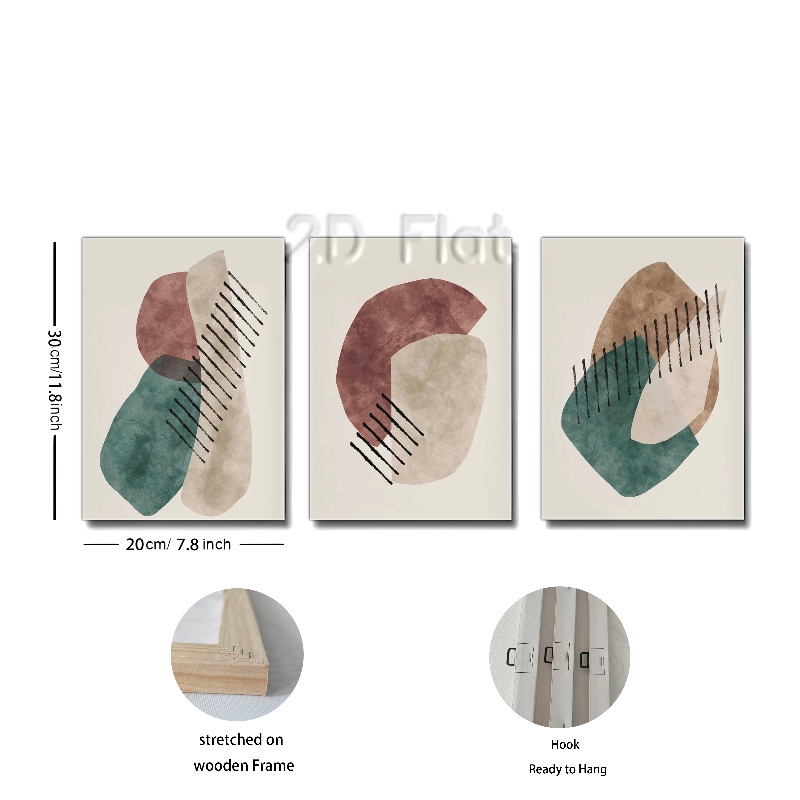 2D Flat
30cm/11.8inch
20cm/ 7.8 inch
stretched on
wooden Frame
Hook
Ready to Hang